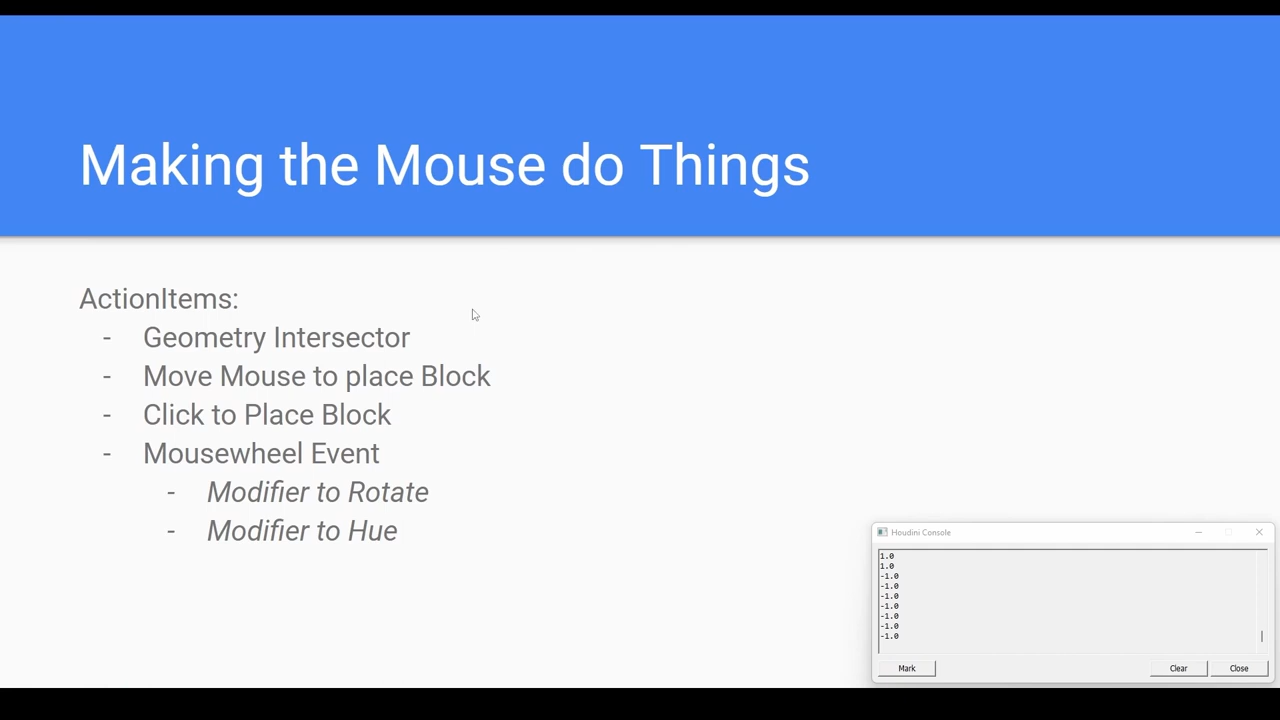 Making the Mouse do Things
ActionItems:
- Geometry Intersector
- Move Mouse to place Block
- Click to Place Block
- Mousewheel Event
- Modifier to Rotate
- Modifier to Hue
Houdini Console
1.0
1.0
-1.0
-1.0
-1.0
-1.0
-1.0
-1.0
-1.0
Mark
Clear
Close